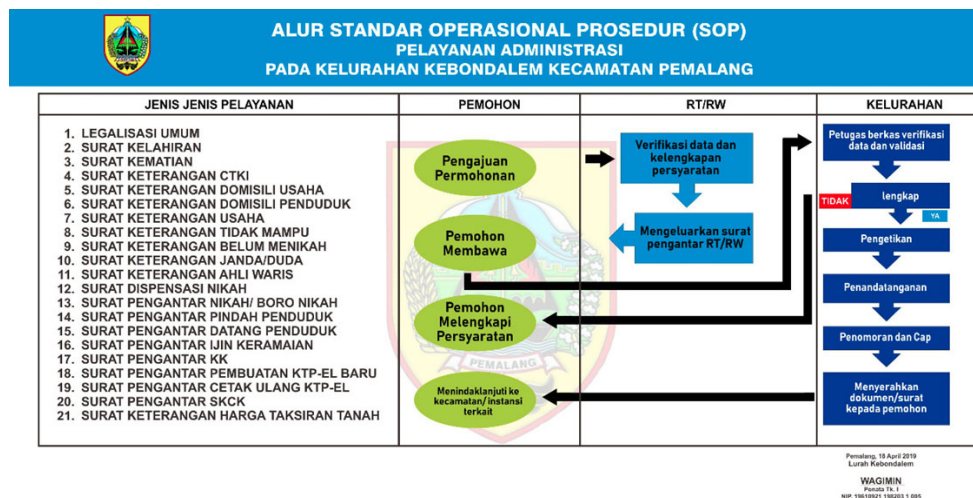 ALUR STANDAR OPERASIONAL PROSEDUR (SOP)
PELAYANAN ADMINISTRASI
PADA KELURAHAN KEBONDALEM KECAMATAN PEMALANG
JENIS JENIS PELAYANAN
1. LEGALISASI UMUM
2. SURAT KELAHIRAN
3. SURAT KEMATIAN
4. SURAT KETERANGAN CTKI
5. SURAT KETERANGAN DOMISILI USAHA
6. SURAT KETERANGAN DOMISILI PENDUDUK
7. SURAT KETERANGAN USAHA
8. SURAT KETERANGAN TIDAK MAMPU
9. SURAT KETERANGAN BELUM MENIKAH
10. SURAT KETERANGAN JANDA/DUDA
11. SURAT KETERANGAN AHLI WARIS
12. SURAT DISPENSASI NIKAH
13. SURAT PENGANTAR NIKAH/ BORO NIKAH
14. SURAT PENGANTAR PINDAH PENDUDUK
15. SURAT PENGANTAR DATANG PENDUDUK
16. SURAT PENGANTAR IJIN KERAMAIAN
17. SURAT PENGANTAR KK
18. SURAT PENGANTAR PEMBUATAN KTP-EL BARU
19. SURAT PENGANTAR CETAK ULANG KTP-EL
20. SURAT PENGANTAR SKCK
21. SURAT KETERANGAN HARGA TAKSIRAN TANAH
PEMOHON
Pengajuan
Permohonan
Pemohon
Membawa
Pemohon
Melengkapi
Persyaratan
PEMALANG
Menindaklanjuti ke
kecamatan/ instansi
terkait
RT/RW
Verifikasi data dan
kelengkapan
persyaratan
Mengeluarkan surat
pengantar RT/RW
KELURAHAN
Petugas berkas verifikasi
data dan validasi
TIDAK
lengkap
YA
Pengetikan
Penandatanganan
Penomoran dan Cap
Menyerahkan
dokumen/surat
kepada pemohon
Pemalang, 18 April 2019
Lurah Kebondalem
WAGIMIN
Penata Tk. I
NIP. 19610921 198203 1 005